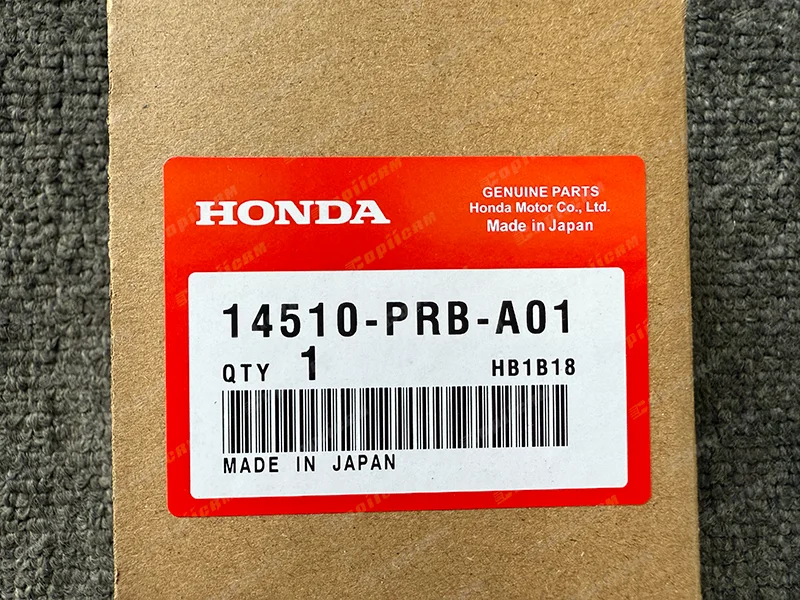 HONDA
GENUINE PARTS
Honda Motor Co., Ltd.
Made in Japan
14510-PRB-A01
QTY 1 HB1B18
MADE IN JAPAN
CopiiCRM